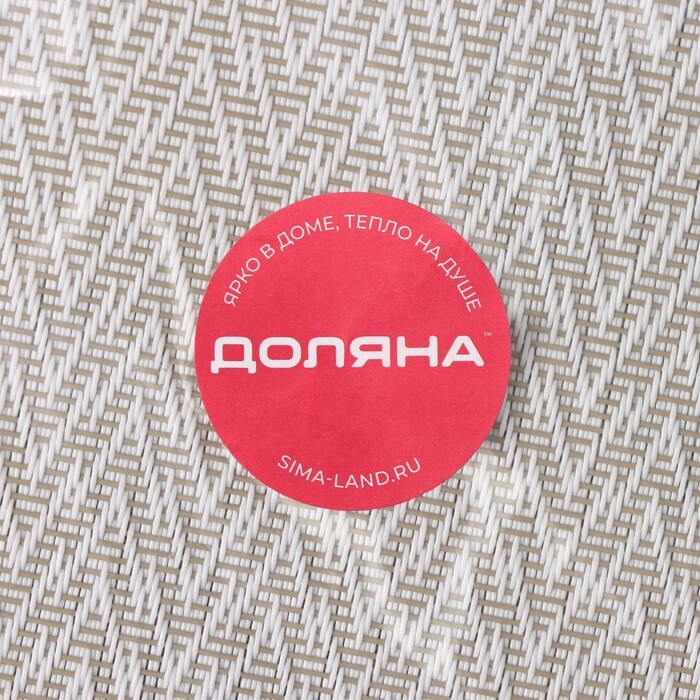 ЯРКО В ДОМЕ, ТЕПЛО НА ДУШЕ
ДОЛЯНА™
SIMA-LAND.RU